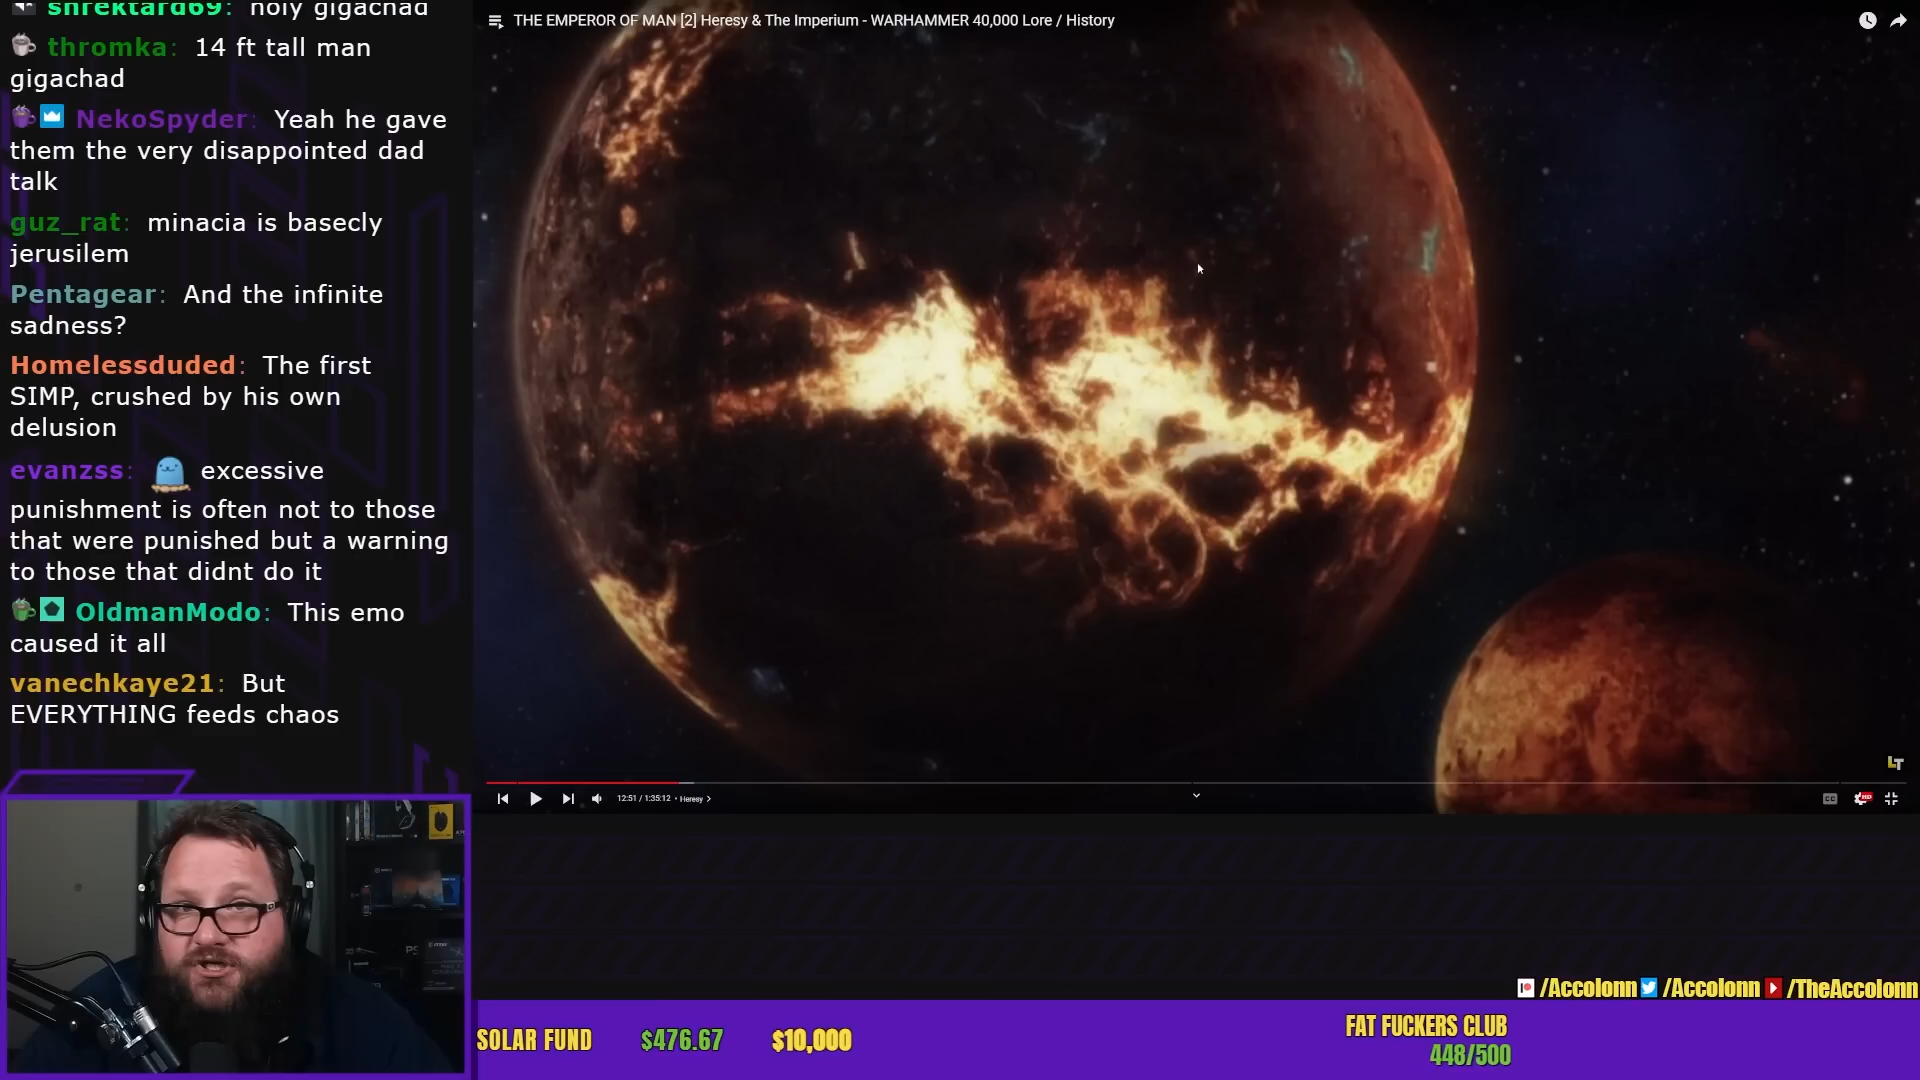 shrektard69: holy gigachad
thromka: 14 ft tall man
gigachad
NekoSpyder: Yeah he gave
them the very disappointed dad
talk
guz_rat: minacia is basecly
jerusilem
Pentagear: And the infinite
sadness?
Homelessduded: The first
SIMP, crushed by his own
delusion
evanzss: excessive
punishment is often not to those
that were punished but a warning
to those that didnt do it
OldmanModo: This emo
caused it all
vanechkaye21: But
EVERYTHING feeds chaos
THE EMPEROR OF MAN [2] Heresy & The Imperium - WARHAMMER 40,000 Lore / History
LT
12:51 / 1:35:12 • Heresy >
CC
HD
/Accolonn /Accolonn /TheAccolonn
SOLAR FUND $476.67 $10,000
FAT FUCKERS CLUB
448/500